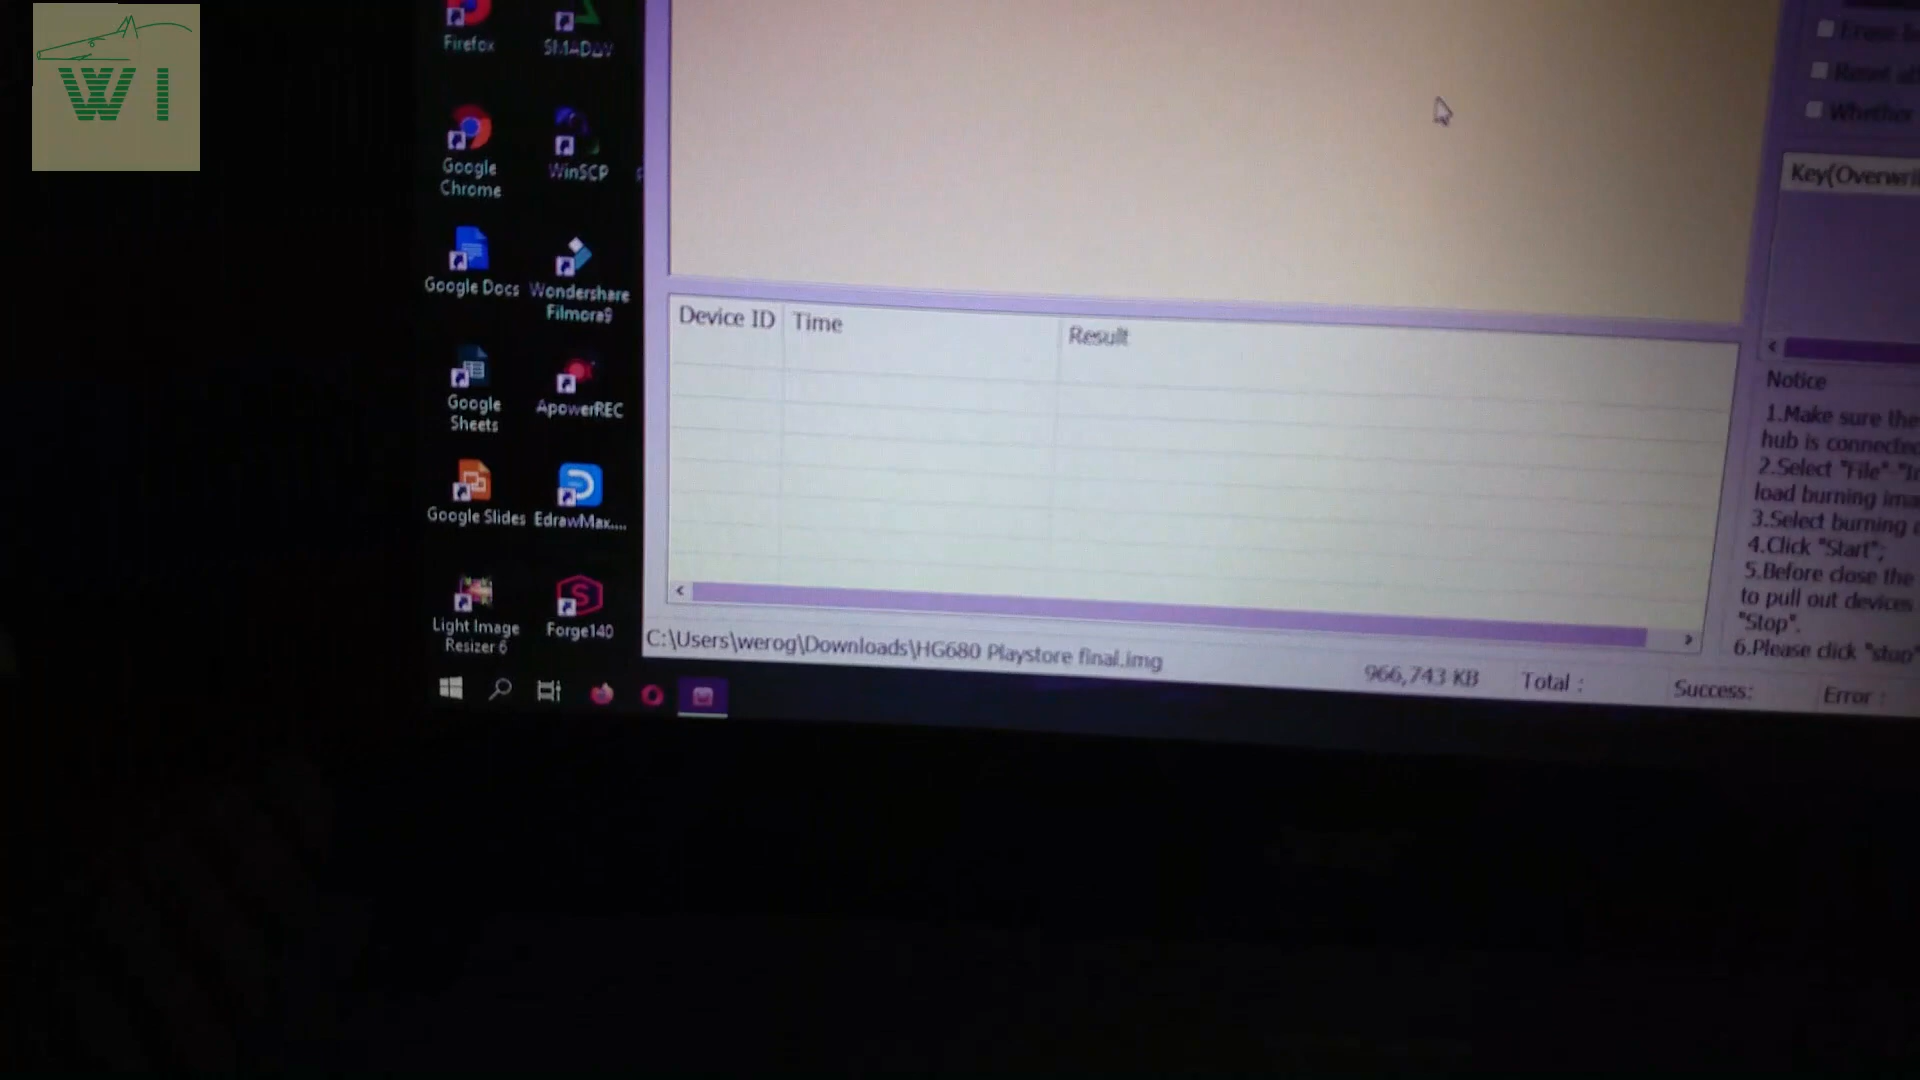 WI
Firefox
SMADAV
Google
Chrome
WinSCP
Google Docs
Wondershare
Filmora9
Google
Sheets
ApowerREC
Google Slides
EdrawMax....
Light Image
Resizer 6
Forge140
Whether
Key(Overwri
Device ID
Time
Result
Notice
1.Make sure the
hub is connected
2.Select "File"
load burning ima
3.Select burning
4.Click "Start";
5.Before close the
to pull out devices
"Stop".
6.Please click "stop"
C:\Users\werog\Downloads\HG680 Playstore final.img
966,743 KB
Total :
Success:
Error :